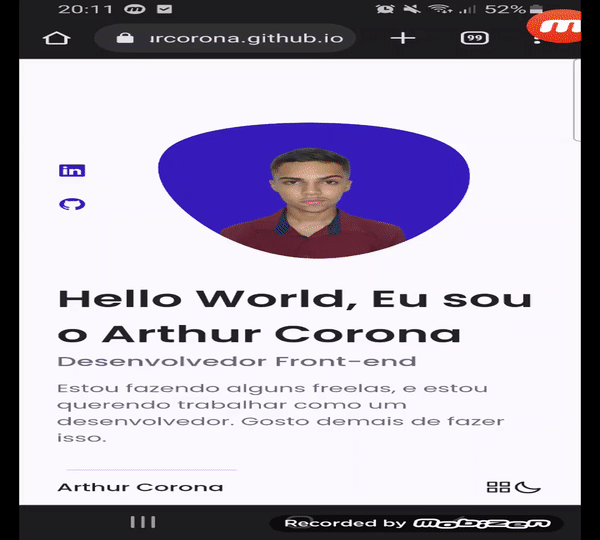 20:11 52%
urcorona.github.io 99
in
Hello World, Eu sou
o Arthur Corona
Desenvolvedor Front-end
Estou fazendo alguns freelas, e estou
querendo trabalhar como um
desenvolvedor. Gosto demais de fazer
isso.
Arthur Corona
Recorded by mobizen